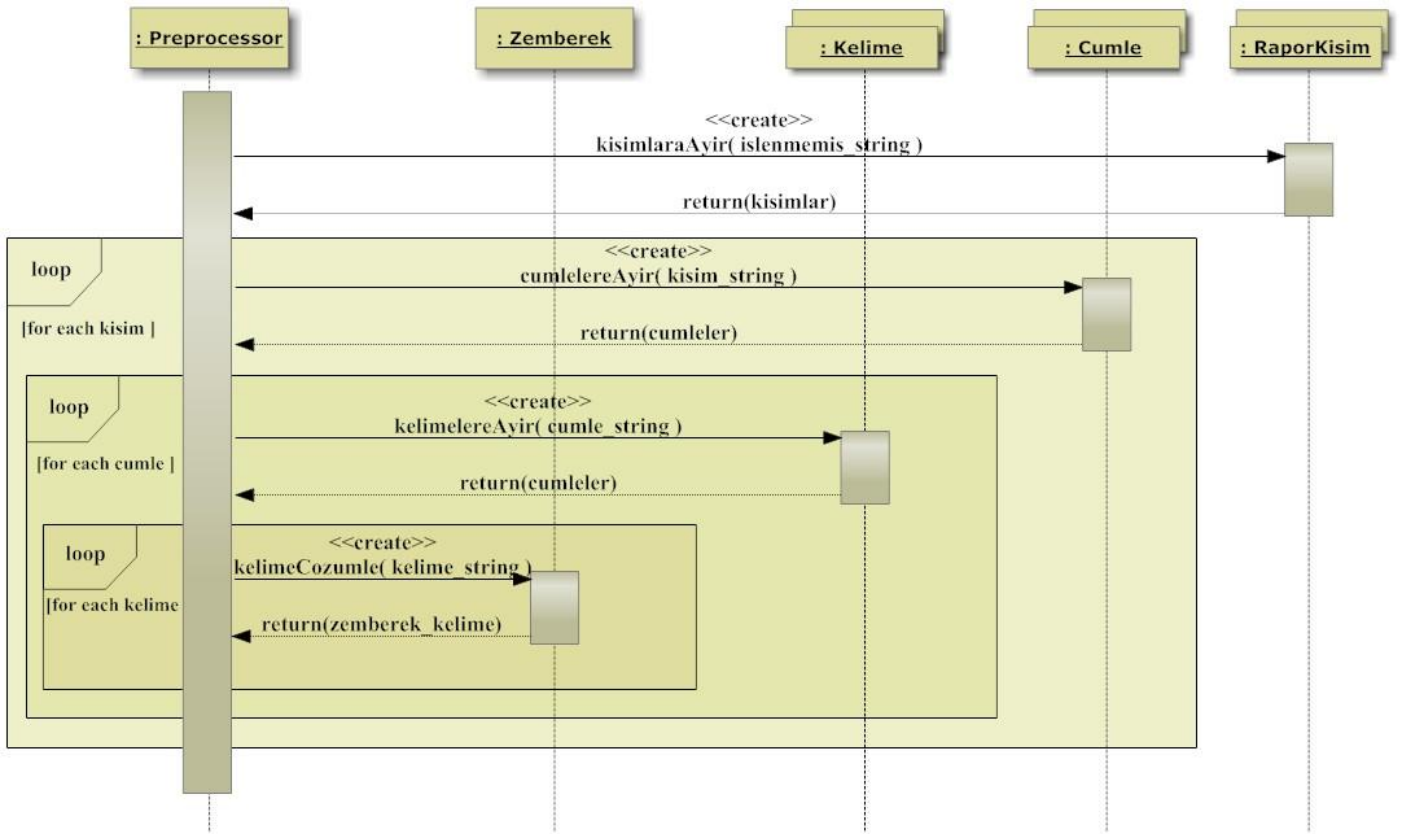 : Preprocessor
: Zemberek
: Kelime
: Cumle
: RaporKisim
<<create>>
kisimlaraAyir( islenmemis_string )
return(kisimlar)
loop
[for each kisim ]
<<create>>
cumlelereAyir( kisim_string )
return(cumleler)
loop
[for each cumle ]
<<create>>
kelimelereAyir( cumle_string )
return(cumleler)
loop
[for each kelime
<<create>>
kelimeCozumle( kelime_string )
return(zemberek_kelime)